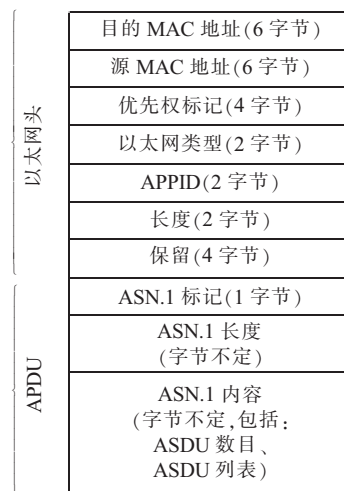 以太网头
目的 MAC 地址(6 字节)
源 MAC 地址(6 字节)
优先权标记(4 字节)
以太网类型(2 字节)
APPID(2 字节)
长度(2 字节)
保留(4 字节)
APDU
ASN.1 标记(1 字节)
ASN.1 长度
(字节不定)
ASN.1 内容
(字节不定,包括:
ASDU 数目、
ASDU 列表)